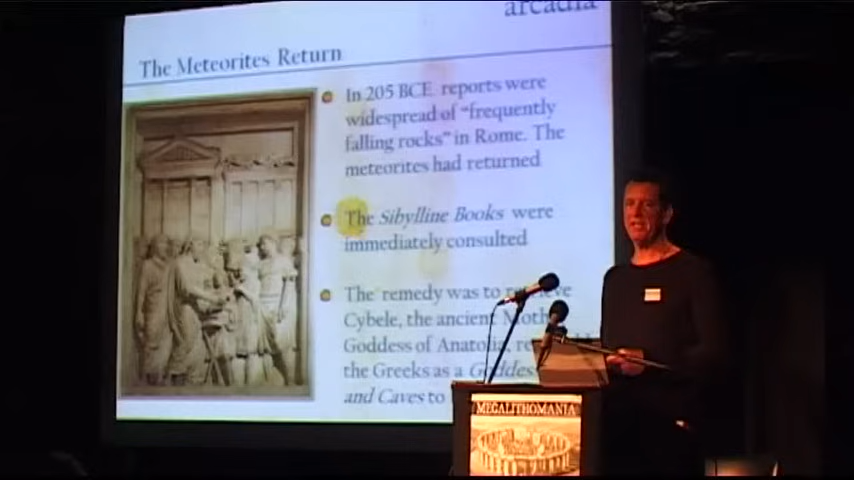 arcadia
The Meteorites Return
In 205 BCE reports were
widespread of "frequently
falling rocks" in Rome. The
meteorites had returned
The Sibylline Books were
immediately consulted
The remedy was to retrieve
Cybele, the ancient
Goddess of Anatolia,
the Greeks as a Goddess
and Caves to
MEGALITHOMANIA